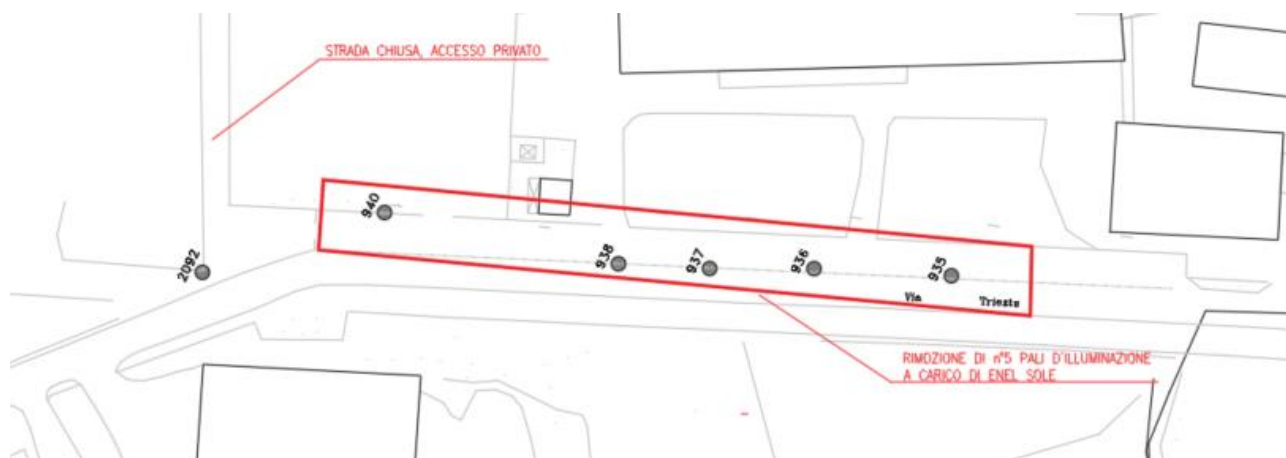 STRADA CHIUSA, ACCESSO PRIVATO
940
2092
938
937
936
935
Via Trieste
RIMOZIONE DI n°5 PALI D'ILLUMINAZIONE
A CARICO DI ENEL SOLE